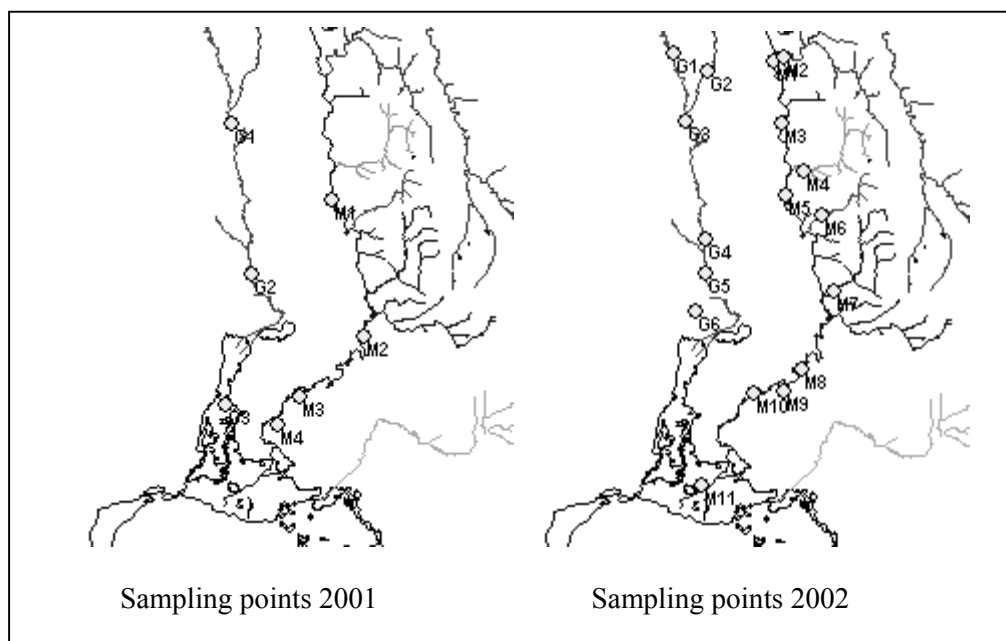 G1
M1
G2
M2
M3
M4
Sampling points 2001
G1
M2
G2
G3
M3
M4
M5
M6
G4
G5
M7
G6
M8
M10
M9
M11
Sampling points 2002